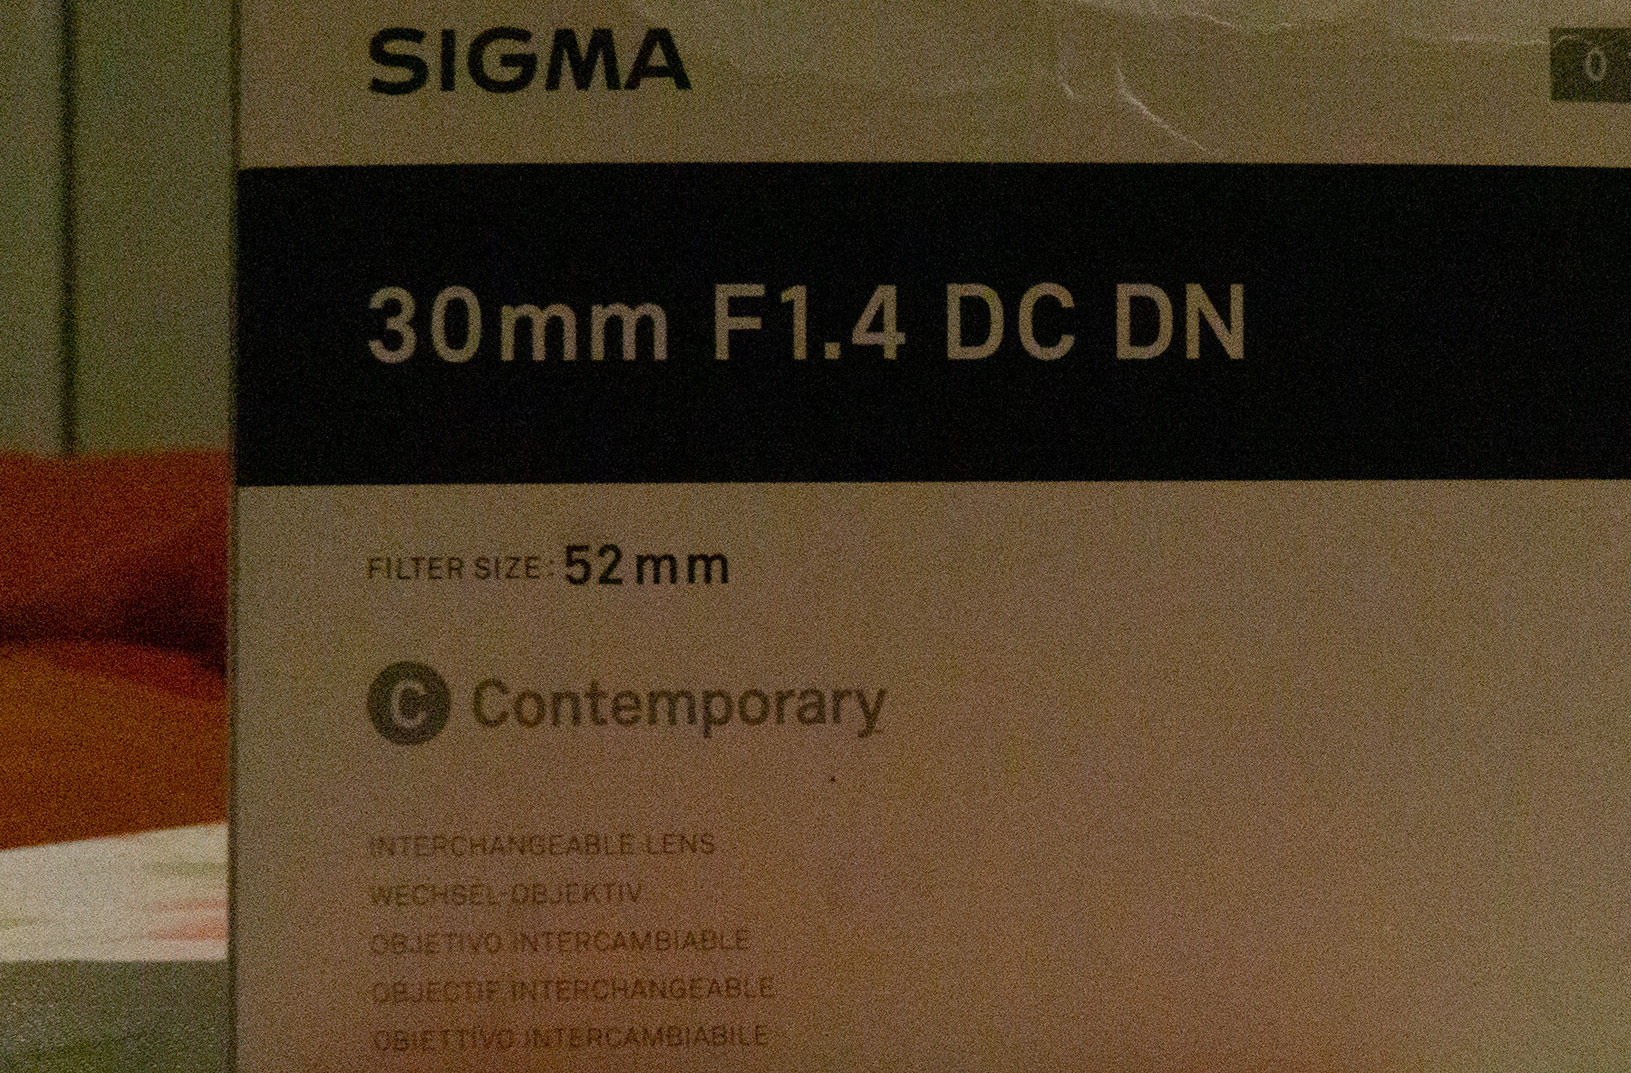 SIGMA
0
30mm F1.4 DC DN
FILTER SIZE: 52mm
C Contemporary
INTERCHANGEABLE LENS
WECHSEL-OBJEKTIV
OBJETIVO INTERCAMBIABLE
OBJECTIF INTERCHANGEABLE
OBIETTIVO INTERCAMBIABILE